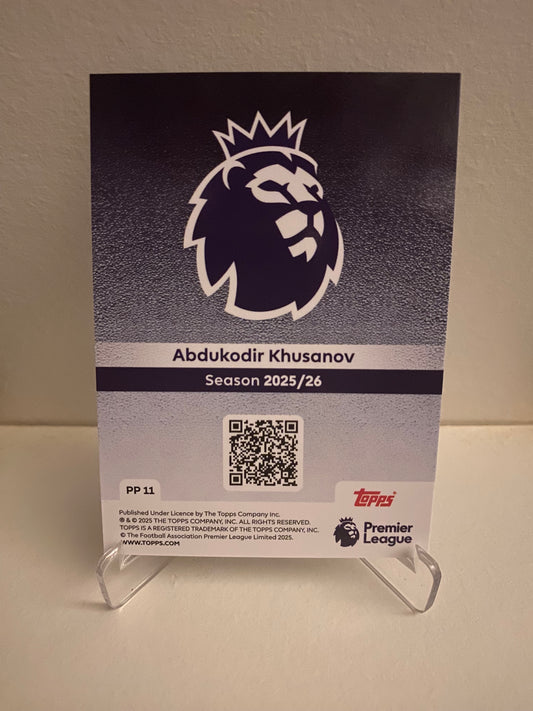 Abdukodir Khusanov
Season 2025/26
PP 11
Topps
Published Under Licence by The Topps Company Inc.
® & © 2025 THE TOPPS COMPANY, INC. ALL RIGHTS RESERVED.
TOPPS IS A REGISTERED TRADEMARK OF THE TOPPS COMPANY, INC.
© The Football Association Premier League Limited 2025.
WWW.TOPPS.COM
Premier
League